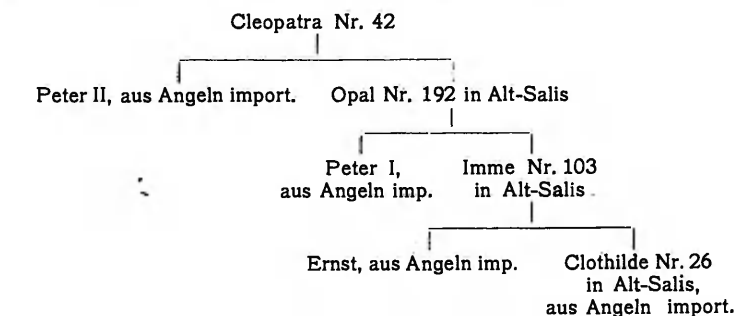 Cleopatra Nr. 42
Peter II, aus Angeln import. Opal Nr. 192 in Alt-Salis
Peter I, Imme Nr. 103
aus Angeln imp. in Alt-Salis
Ernst, aus Angeln imp. Clothilde Nr. 26
in Alt-Salis,
aus Angeln import.